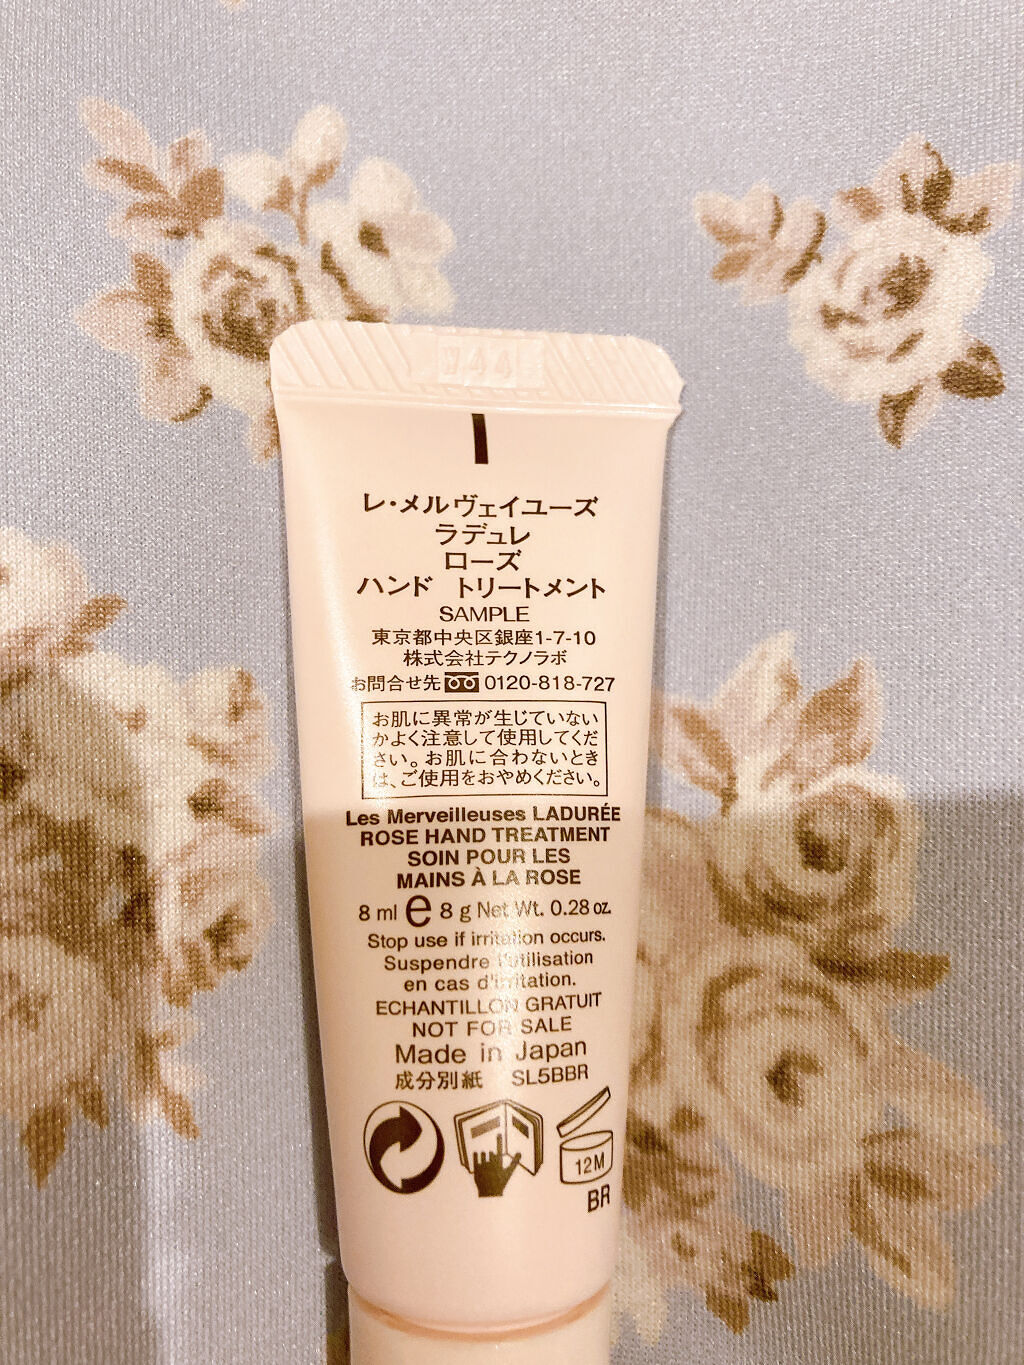 W44
レ・メルヴェイユーズ
ラデュレ
ローズ
ハンド トリートメント
SAMPLE
東京都中央区銀座1-7-10
株式会社テクノラボ
お問合せ先 0120-818-727
お肌に異常が生じていない
かよく注意して使用してくだ
さい。お肌に合わないとき
は、ご使用をおやめください。
Les Merveilleuses LADURÉE
ROSE HAND TREATMENT
SOIN POUR LES
MAINS À LA ROSE
8 ml e 8 g Net Wt. 0.28 oz.
Stop use if irritation occurs.
Suspendre l'utilisation
en cas d'irritation.
ECHANTILLON GRATUIT
NOT FOR SALE
Made in Japan
成分別紙 SL5BBR
12M
BR